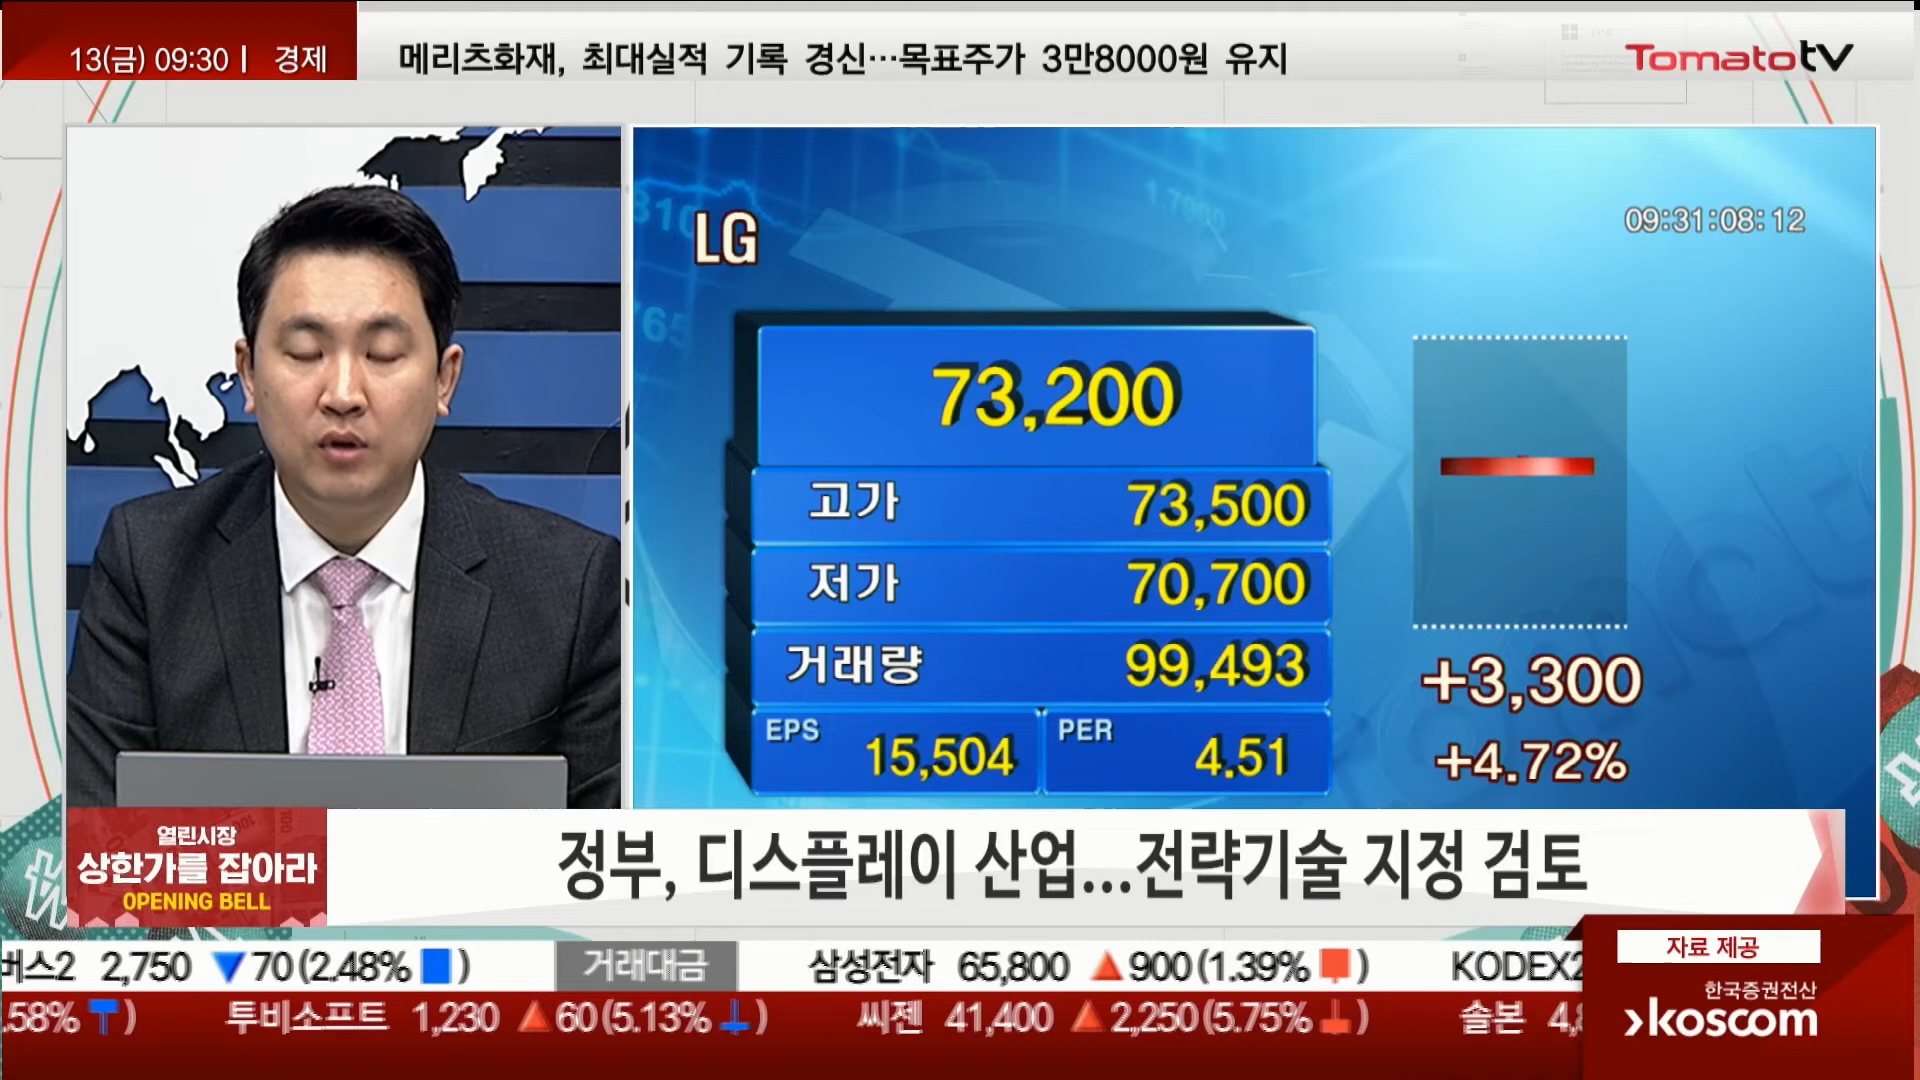 13(금) 09:30 | 경제
메리츠화재, 최대실적 기록 경신…목표주가 3만8000원 유지
Tomatotv
LG
09:31:08:12
73,200
고가 73,500
저가 70,700
거래량 99,493
EPS 15,504 PER 4.51
+3,300
+4.72%
열린시장
상한가를 잡아라
OPENING BELL
정부, 디스플레이 산업...전략기술 지정 검토
버스2 2,750 ▼70(2.48% ) 거래대금 삼성전자 65,800 ▲900(1.39% ) KODEX2
.58% ) 투비소프트 1,230 ▲60(5.13% ) 씨젠 41,400 ▲2,250(5.75% ) 솔본
자료 제공
한국증권전산
koscom